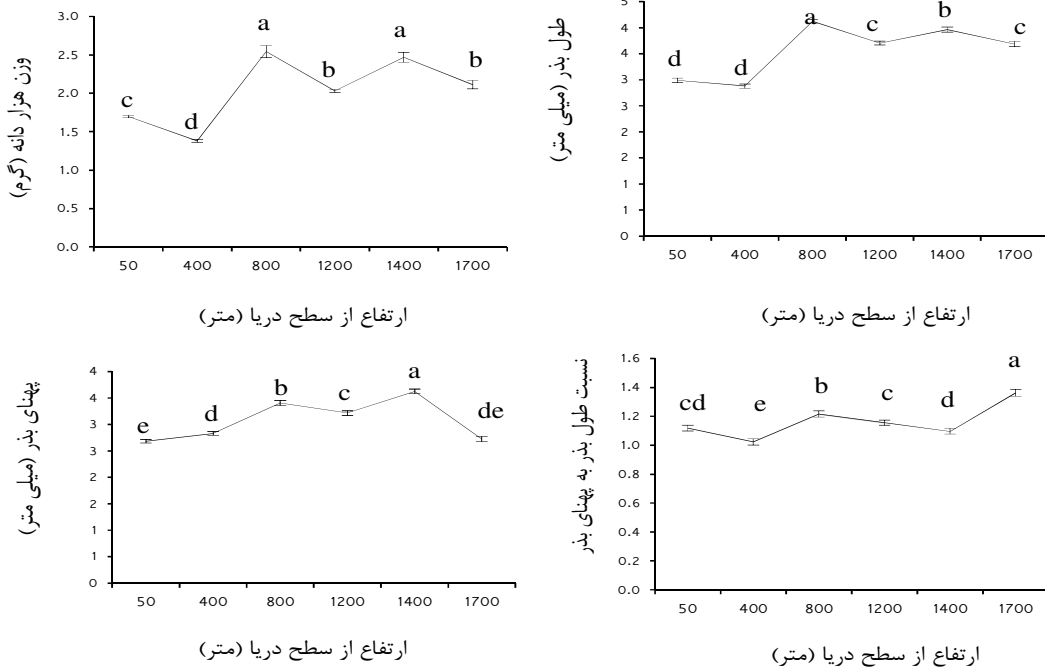 وزن هزار دانه (گرم)
3.0
2.5
2.0
1.5
1.0
0.5
0.0
c
d
a
b
a
b
50 400 800 1200 1400 1700
ارتفاع از سطح دریا (متر)
طول بذر (میلی متر)
5
4
4
3
3
2
2
1
1
0
d
d
a
c
b
c
50 400 800 1200 1400 1700
ارتفاع از سطح دریا (متر)
پهنای بذر (میلی متر)
4
4
3
3
2
2
1
1
0
e
d
b
c
a
de
50 400 800 1200 1400 1700
ارتفاع از سطح دریا (متر)
نسبت طول بذر به پهنای بذر
1.6
1.4
1.2
1.0
0.8
0.6
0.4
0.2
0.0
cd
e
b
c
d
a
50 400 800 1200 1400 1700
ارتفاع از سطح دریا (متر)